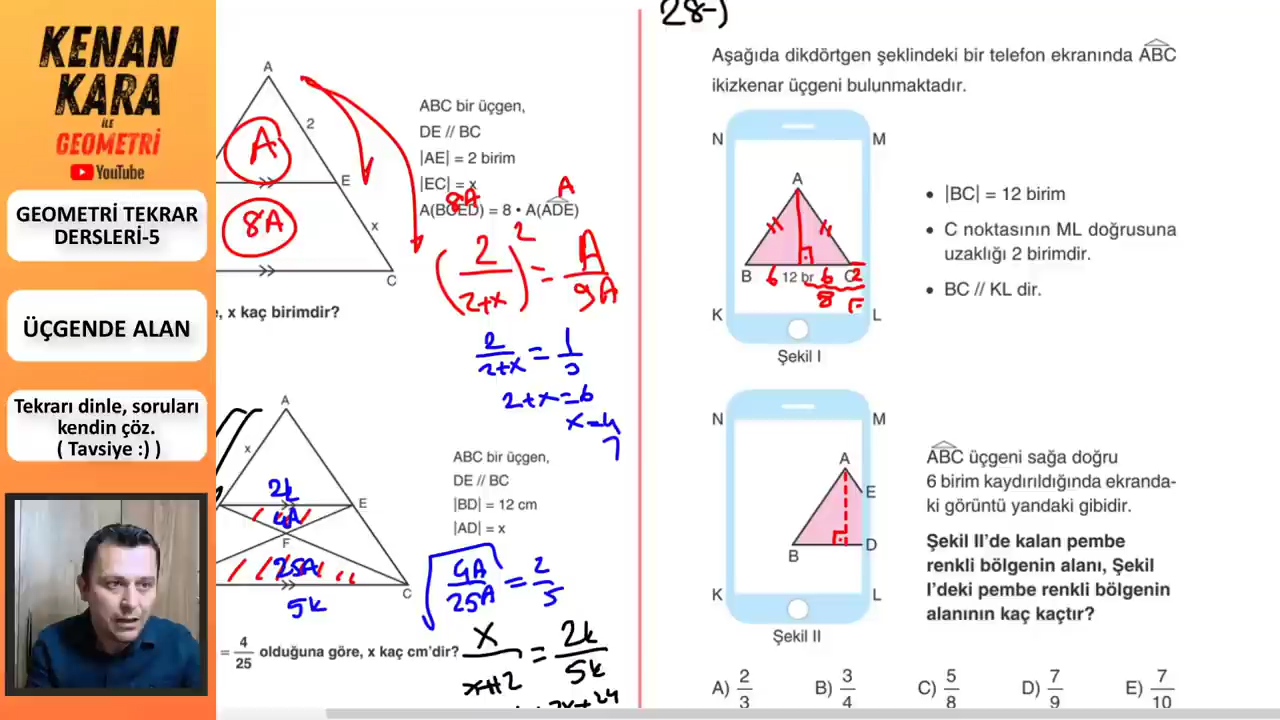 KENAN
KARA
İLE
GEOMETRİ
YouTube
GEOMETRİ TEKRAR
DERSLERİ-5
ÜÇGENDE ALAN
Tekrarı dinle, soruları
kendin çöz.
( Tavsiye :) )
A
2
A
E
8A
x
C
ABC bir üçgen,
DE // BC
|AE| = 2 birim
|EC| = x
8A
A
A(BCED) = 8 • A(ADE)
(2/2+x)² = A/9A
e, x kaç birimdir?
2/2+x = 1/3
2+x=6
x=4
A
x
2k
E
4A
F
25A
5k
C
ABC bir üçgen,
DE // BC
|BD| = 12 cm
|AD| = x
4A/25A = 2/5
= 4/25 olduğuna göre, x kaç cm'dir?
x/x+12 = 2k/5k
28-)
Aşağıda dikdörtgen şeklindeki bir telefon ekranında ABC
ikizkenar üçgeni bulunmaktadır.
N
M
A
B
C
6
12 br
6
2
8
K
L
Şekil I
• |BC| = 12 birim
• C noktasının ML doğrusuna
uzaklığı 2 birimdir.
• BC // KL dir.
N
M
A
E
B
D
K
L
Şekil II
ABC üçgeni sağa doğru
6 birim kaydırıldığında ekranda-
ki görüntü yandaki gibidir.
Şekil II'de kalan pembe
renkli bölgenin alanı, Şekil
I'deki pembe renkli bölgenin
alanının kaç kaçtır?
A) 2/3 B) 3/4 C) 5/8 D) 7/9 E) 7/10